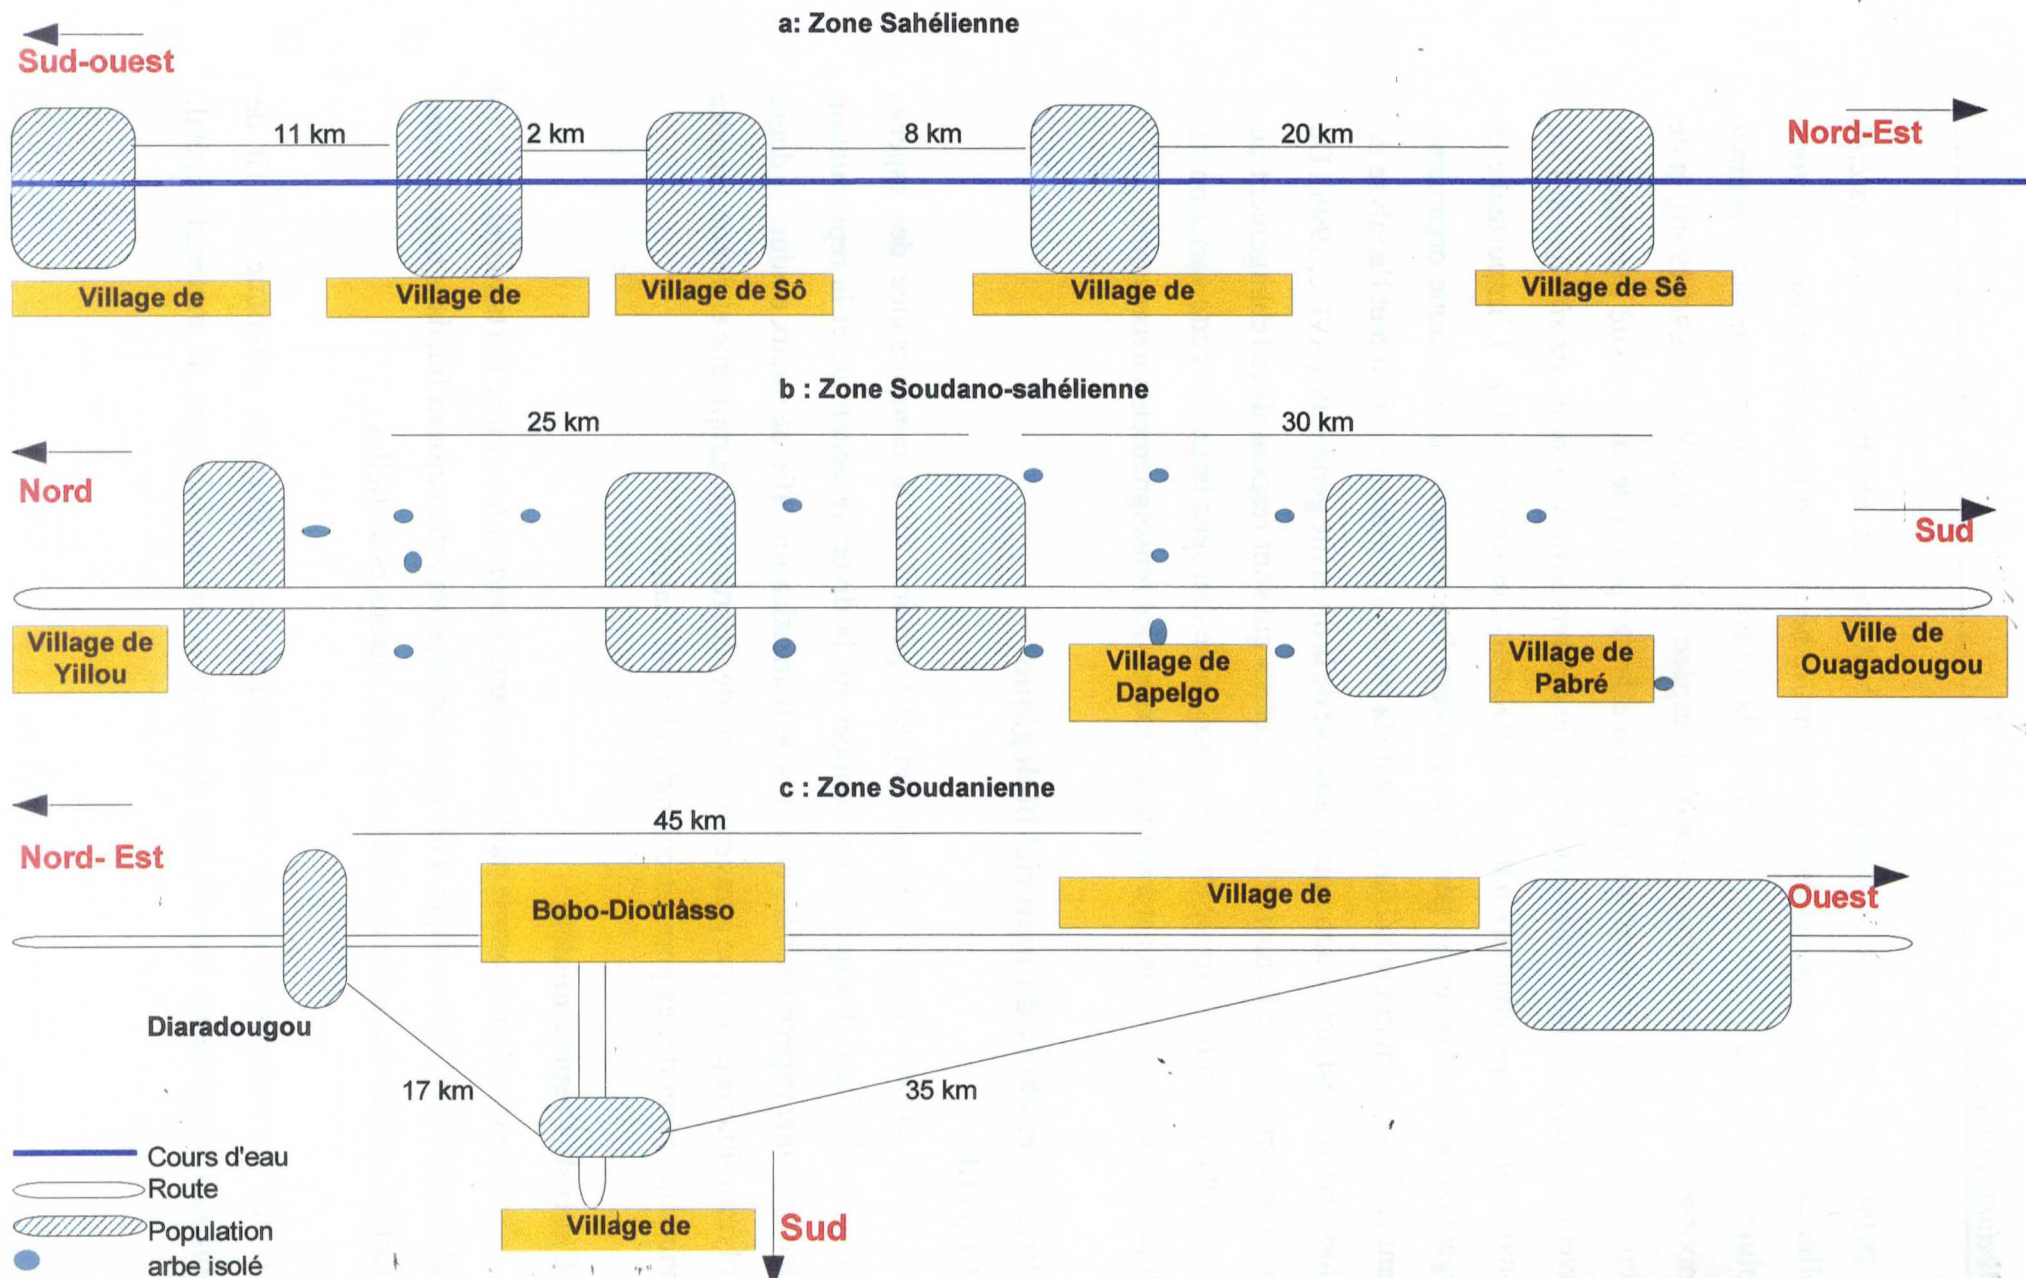 a: Zone Sahélienne
Sud-ouest
Nord-Est
11 km
2 km
8 km
20 km
Village de
Village de
Village de Sô
Village de
Village de Sê
b : Zone Soudano-sahélienne
25 km
30 km
Nord
Sud
Village de
Yillou
Village de
Dapelgo
Village de
Pabré
Ville de
Ouagadougou
c : Zone Soudanienne
45 km
Nord- Est
Ouest
Bobo-Dioulasso
Village de
Diaradougou
17 km
35 km
Village de
Sud
Cours d'eau
Route
Population
arbe isolé